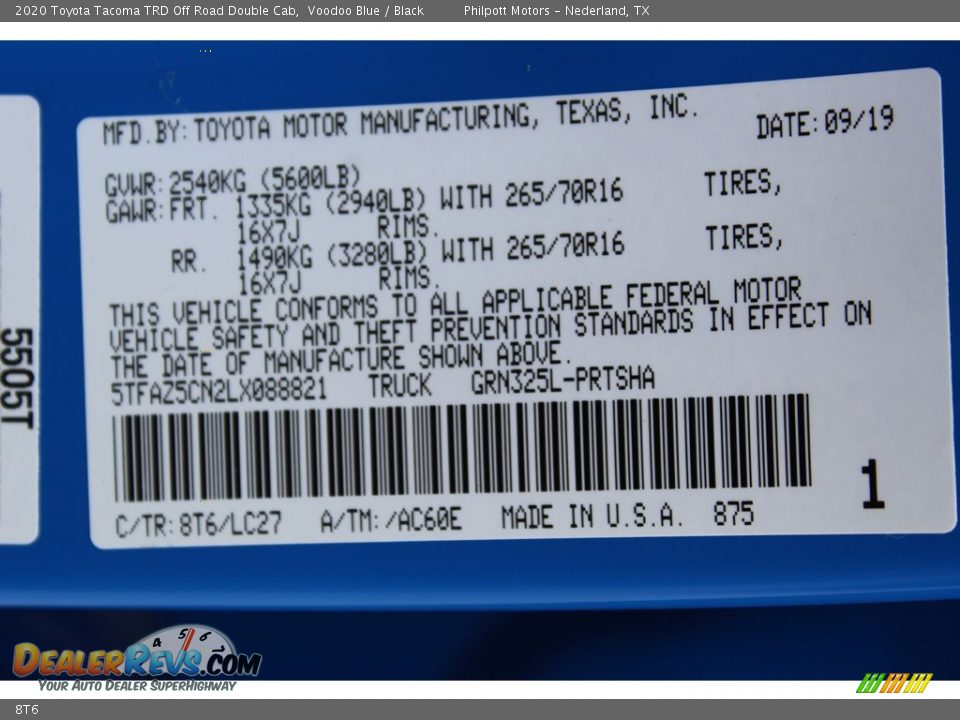 2020 Toyota Tacoma TRD Off Road Double Cab, Voodoo Blue / Black Philpott Motors – Nederland, TX
MFD.BY:TOYOTA MOTOR MANUFACTURING, TEXAS, INC.
DATE:09/19
GVWR:2540KG (5600LB)
GAWR:FRT. 1335KG (2940LB) WITH 265/70R16 TIRES,
16X7J RIMS.
RR. 1490KG (3280LB) WITH 265/70R16 TIRES,
16X7J RIMS.
THIS VEHICLE CONFORMS TO ALL APPLICABLE FEDERAL MOTOR
VEHICLE SAFETY AND THEFT PREVENTION STANDARDS IN EFFECT ON
THE DATE OF MANUFACTURE SHOWN ABOVE.
5TFAZ5CN2LX088821 TRUCK GRN325L-PRTSHA
1
C/TR:8T6/LC27 A/TM:/AC60E MADE IN U.S.A. 875
5505T
4 5 6
DEALERREVS.COM
YOUR AUTO DEALER SUPERHIGHWAY
8T6